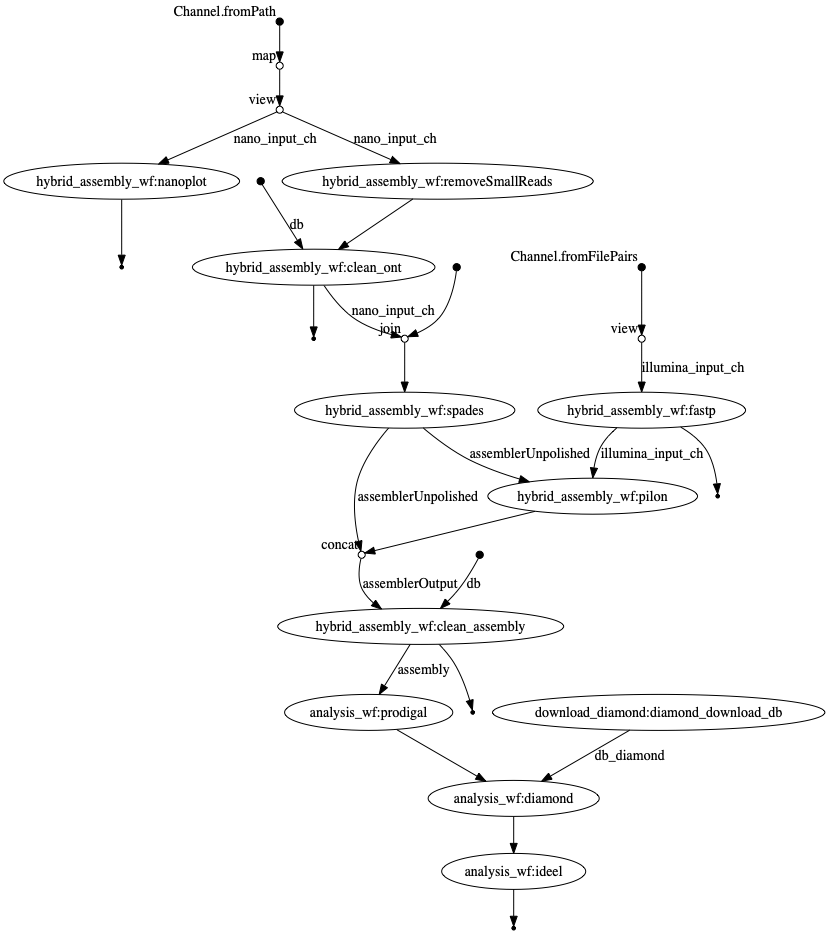 Channel.fromPath
map
view
nano_input_ch
nano_input_ch
hybrid_assembly_wf:nanoplot
hybrid_assembly_wf:removeSmallReads
db
hybrid_assembly_wf:clean_ont
Channel.fromFilePairs
nano_input_ch
join
view
illumina_input_ch
hybrid_assembly_wf:spades
hybrid_assembly_wf:fastp
assemblerUnpolished
illumina_input_ch
assemblerUnpolished
hybrid_assembly_wf:pilon
concat
assemblerOutput
db
hybrid_assembly_wf:clean_assembly
assembly
analysis_wf:prodigal
download_diamond:diamond_download_db
db_diamond
analysis_wf:diamond
analysis_wf:ideel